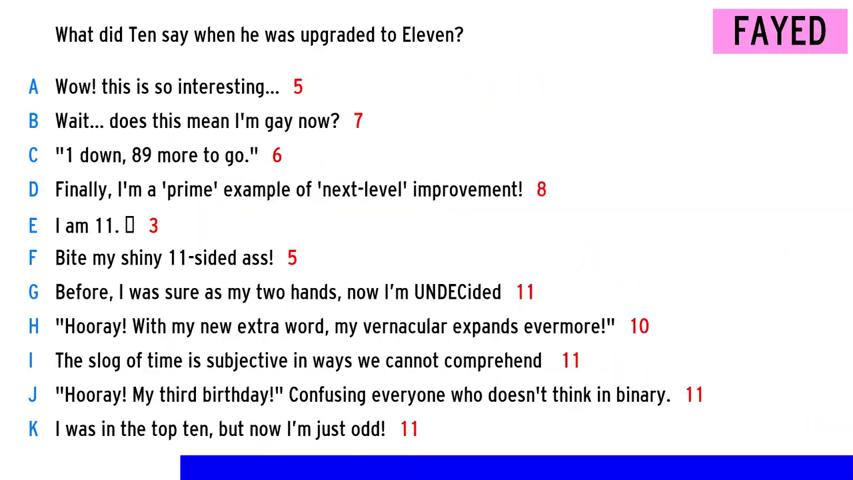 What did Ten say when he was upgraded to Eleven?
FAYED
A Wow! this is so interesting... 5
B Wait... does this mean I'm gay now? 7
C "1 down, 89 more to go." 6
D Finally, I'm a 'prime' example of 'next-level' improvement! 8
E I am 11. 3
F Bite my shiny 11-sided ass! 5
G Before, I was sure as my two hands, now I’m UNDECided 11
H "Hooray! With my new extra word, my vernacular expands evermore!" 10
I The slog of time is subjective in ways we cannot comprehend 11
J "Hooray! My third birthday!" Confusing everyone who doesn't think in binary. 11
K I was in the top ten, but now I’m just odd! 11